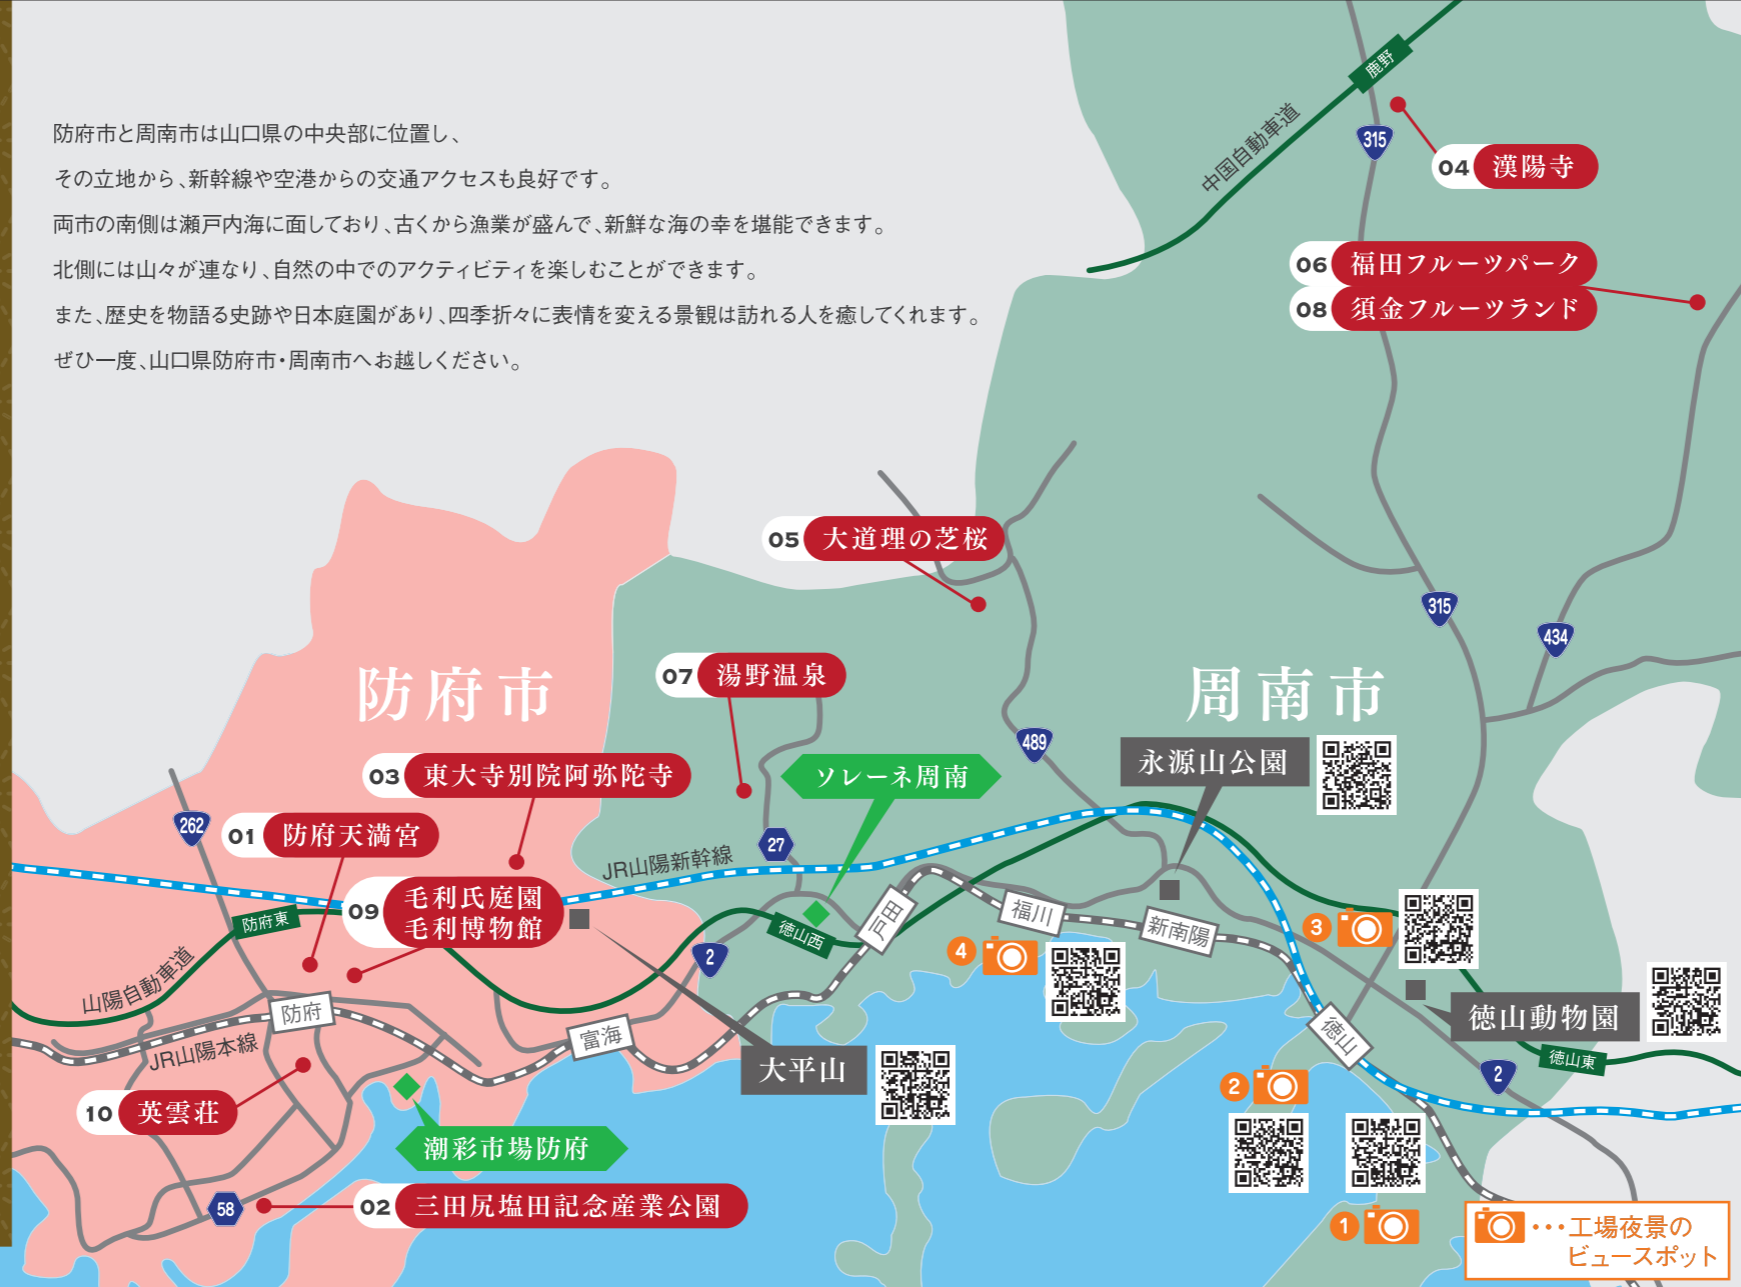 防府市と周南市は山口県の中央部に位置し、
その立地から、新幹線や空港からの交通アクセスも良好です。
両市の南側は瀬戸内海に面しており、古くから漁業が盛んで、新鮮な海の幸を堪能できます。
北側には山々が連なり、自然の中でのアクティビティを楽しむことができます。
また、歴史を物語る史跡や日本庭園があり、四季折々に表情を変える景観は訪れる人を癒してくれます。
ぜひ一度、山口県防府市・周南市へお越しください。
鹿野
中国自動車道
315
04 漢陽寺
06 福田フルーツパーク
08 須金フルーツランド
05 大道理の芝桜
315
434
防府市
周南市
07 湯野温泉
489
永源山公園
03 東大寺別院阿弥陀寺
ソレーネ周南
262
01 防府天満宮
27
JR山陽新幹線
09 毛利氏庭園
毛利博物館
防府東
徳山西
戸田
福川
新南陽
3
4
2
山陽自動車道
防府
富海
徳山
徳山動物園
JR山陽本線
大平山
徳山東
2
2
10 英雲荘
潮彩市場防府
58
02 三田尻塩田記念産業公園
1
・・・工場夜景の
ビュースポット